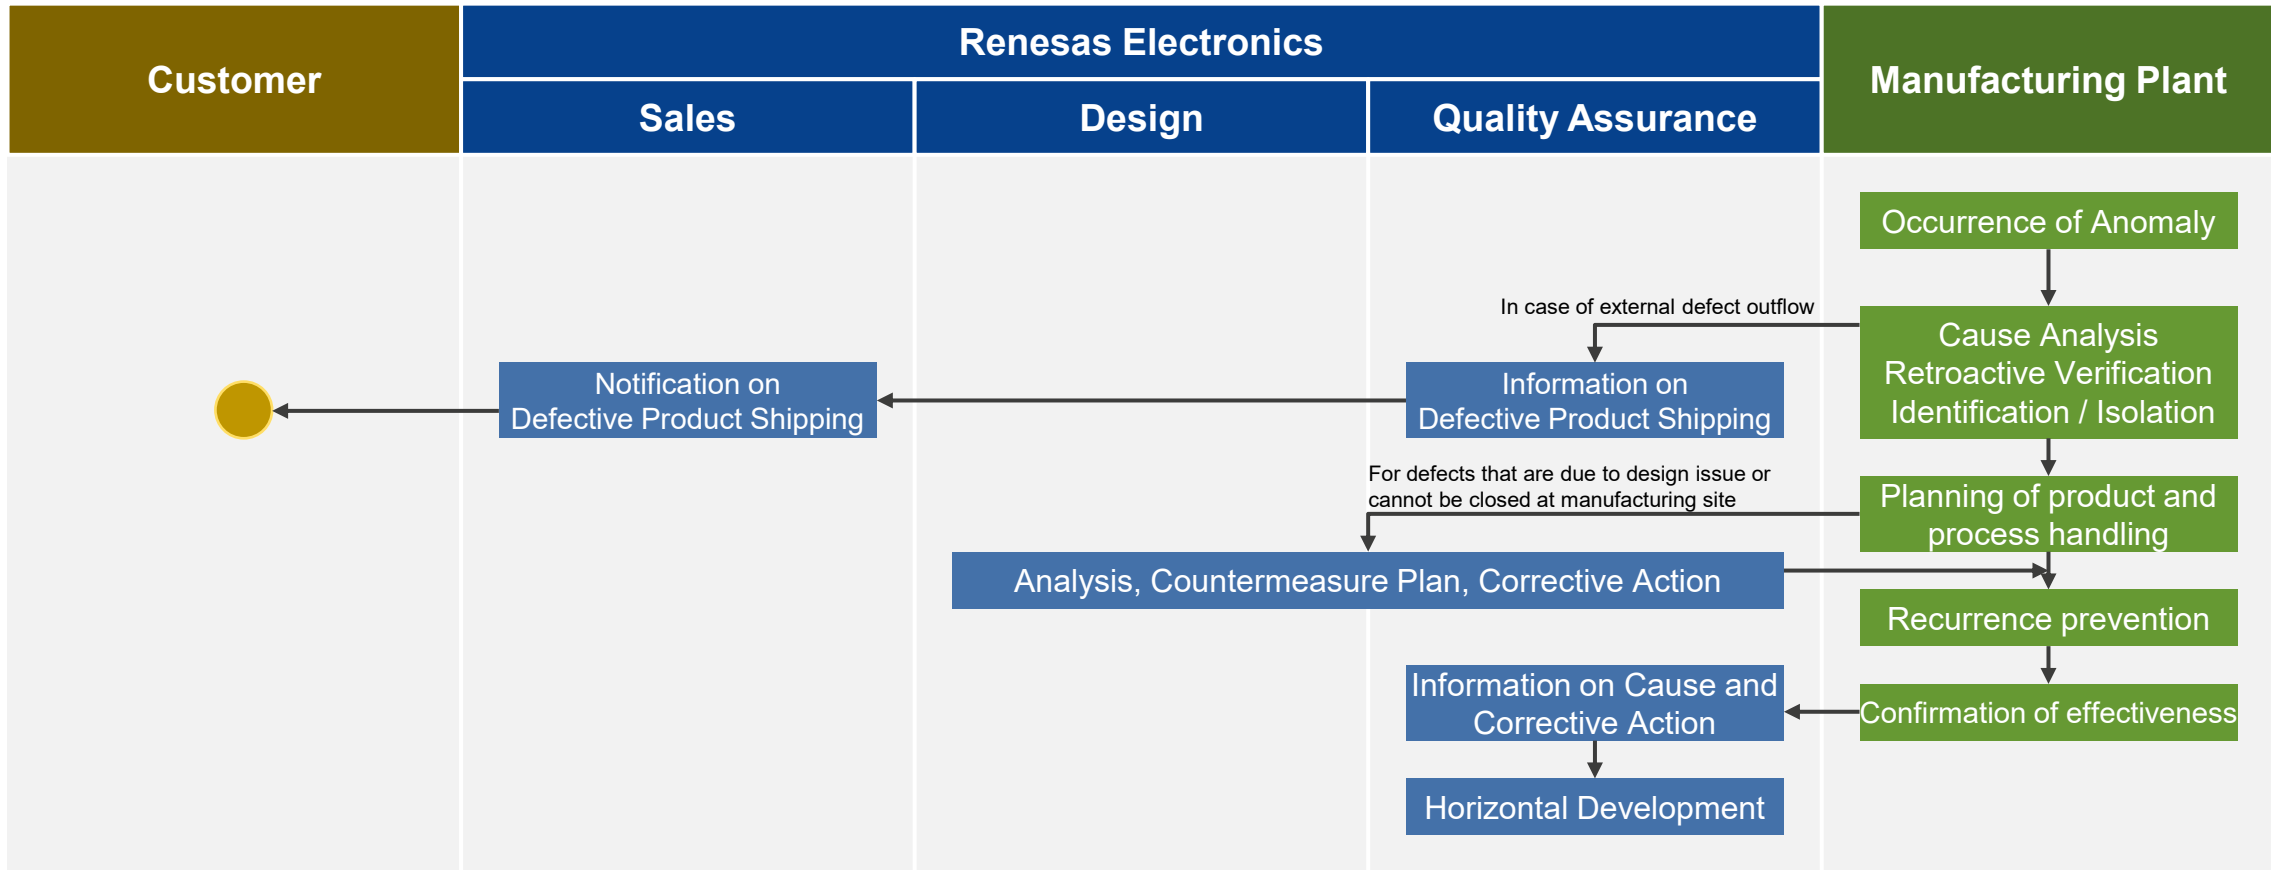 Customer
Renesas Electronics
Manufacturing Plant
Sales
Design
Quality Assurance
Occurrence of Anomaly
In case of external defect outflow
Cause Analysis
Retroactive Verification
Identification / Isolation
Notification on
Defective Product Shipping
Information on
Defective Product Shipping
For defects that are due to design issue or
cannot be closed at manufacturing site
Planning of product and
process handling
Analysis, Countermeasure Plan, Corrective Action
Recurrence prevention
Information on Cause and
Corrective Action
Confirmation of effectiveness
Horizontal Development